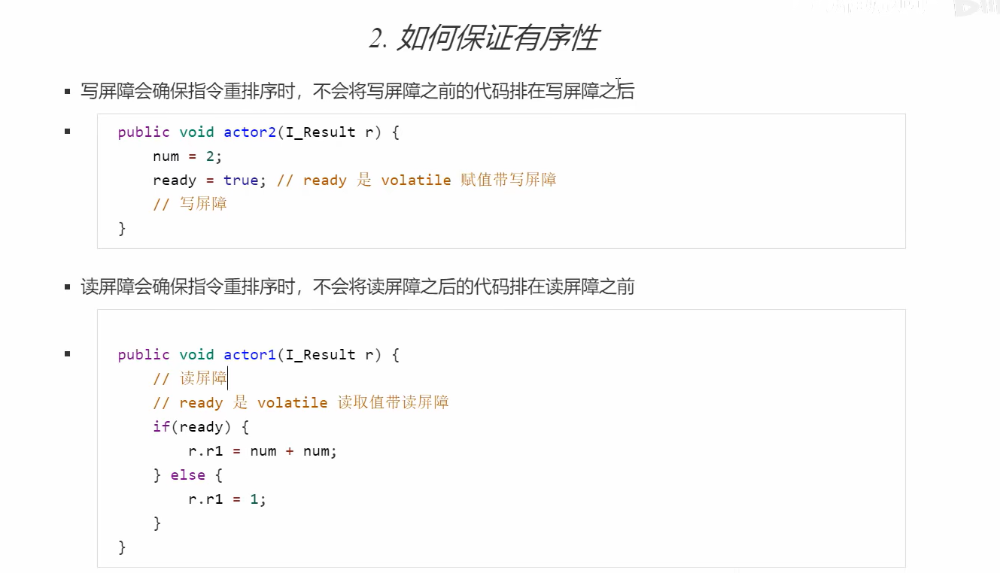 2. 如何保证有序性
写屏障会确保指令重排序时，不会将写屏障之前的代码排在写屏障之后
public void actor2(I_Result r) {
num = 2;
ready = true; // ready 是 volatile 赋值带写屏障
// 写屏障
}
读屏障会确保指令重排序时，不会将读屏障之后的代码排在读屏障之前
public void actor1(I_Result r) {
// 读屏障
// ready 是 volatile 读取值带读屏障
if(ready) {
r.r1 = num + num;
} else {
r.r1 = 1;
}
}